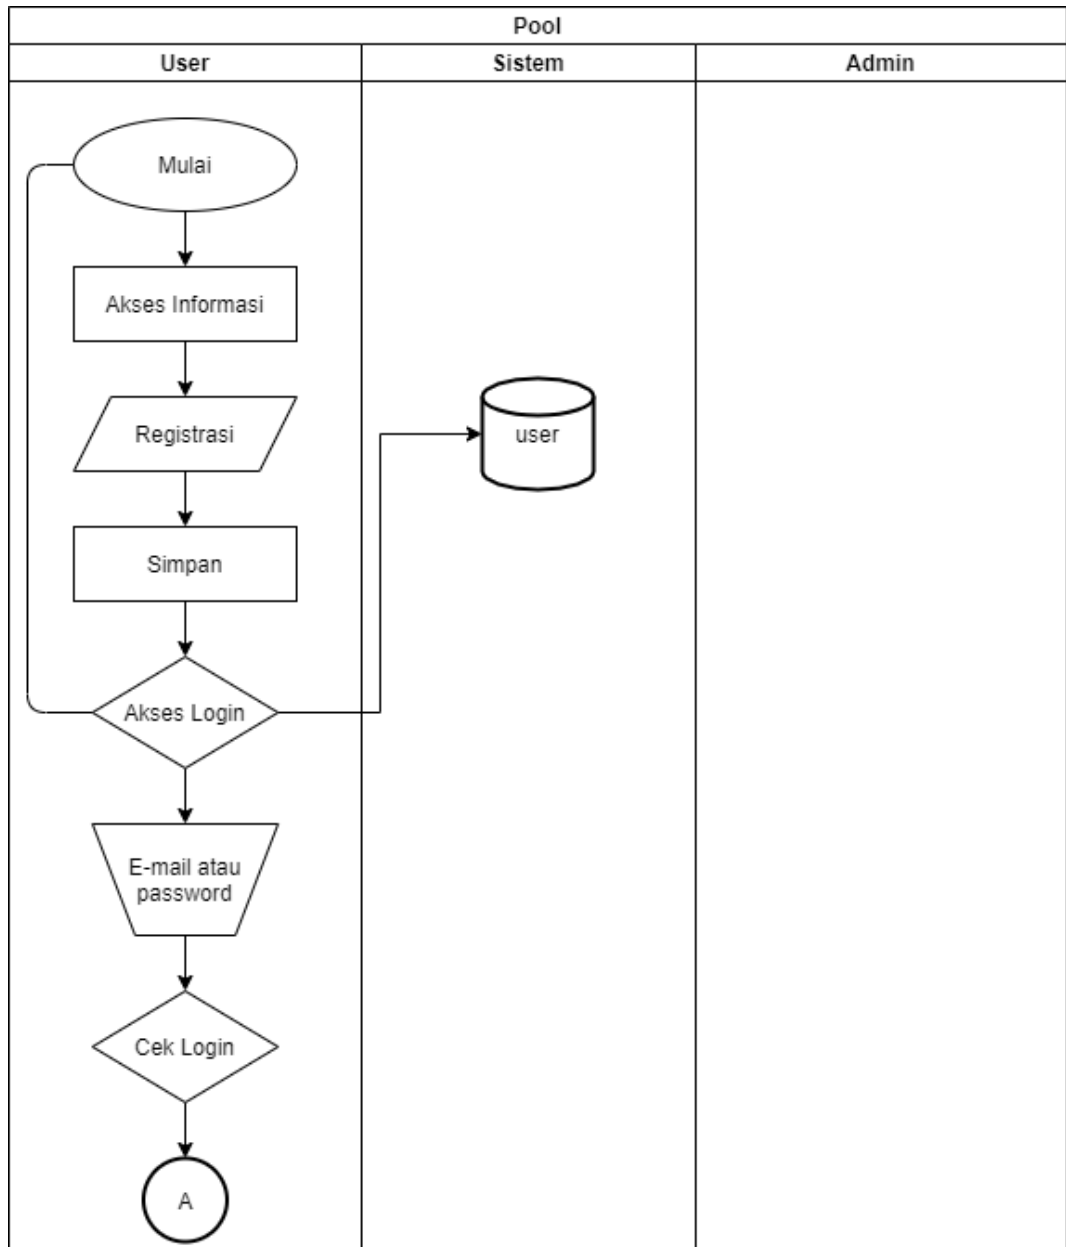 Pool
User
Sistem
Admin
Mulai
Akses Informasi
Registrasi
user
Simpan
Akses Login
E-mail atau
password
Cek Login
A